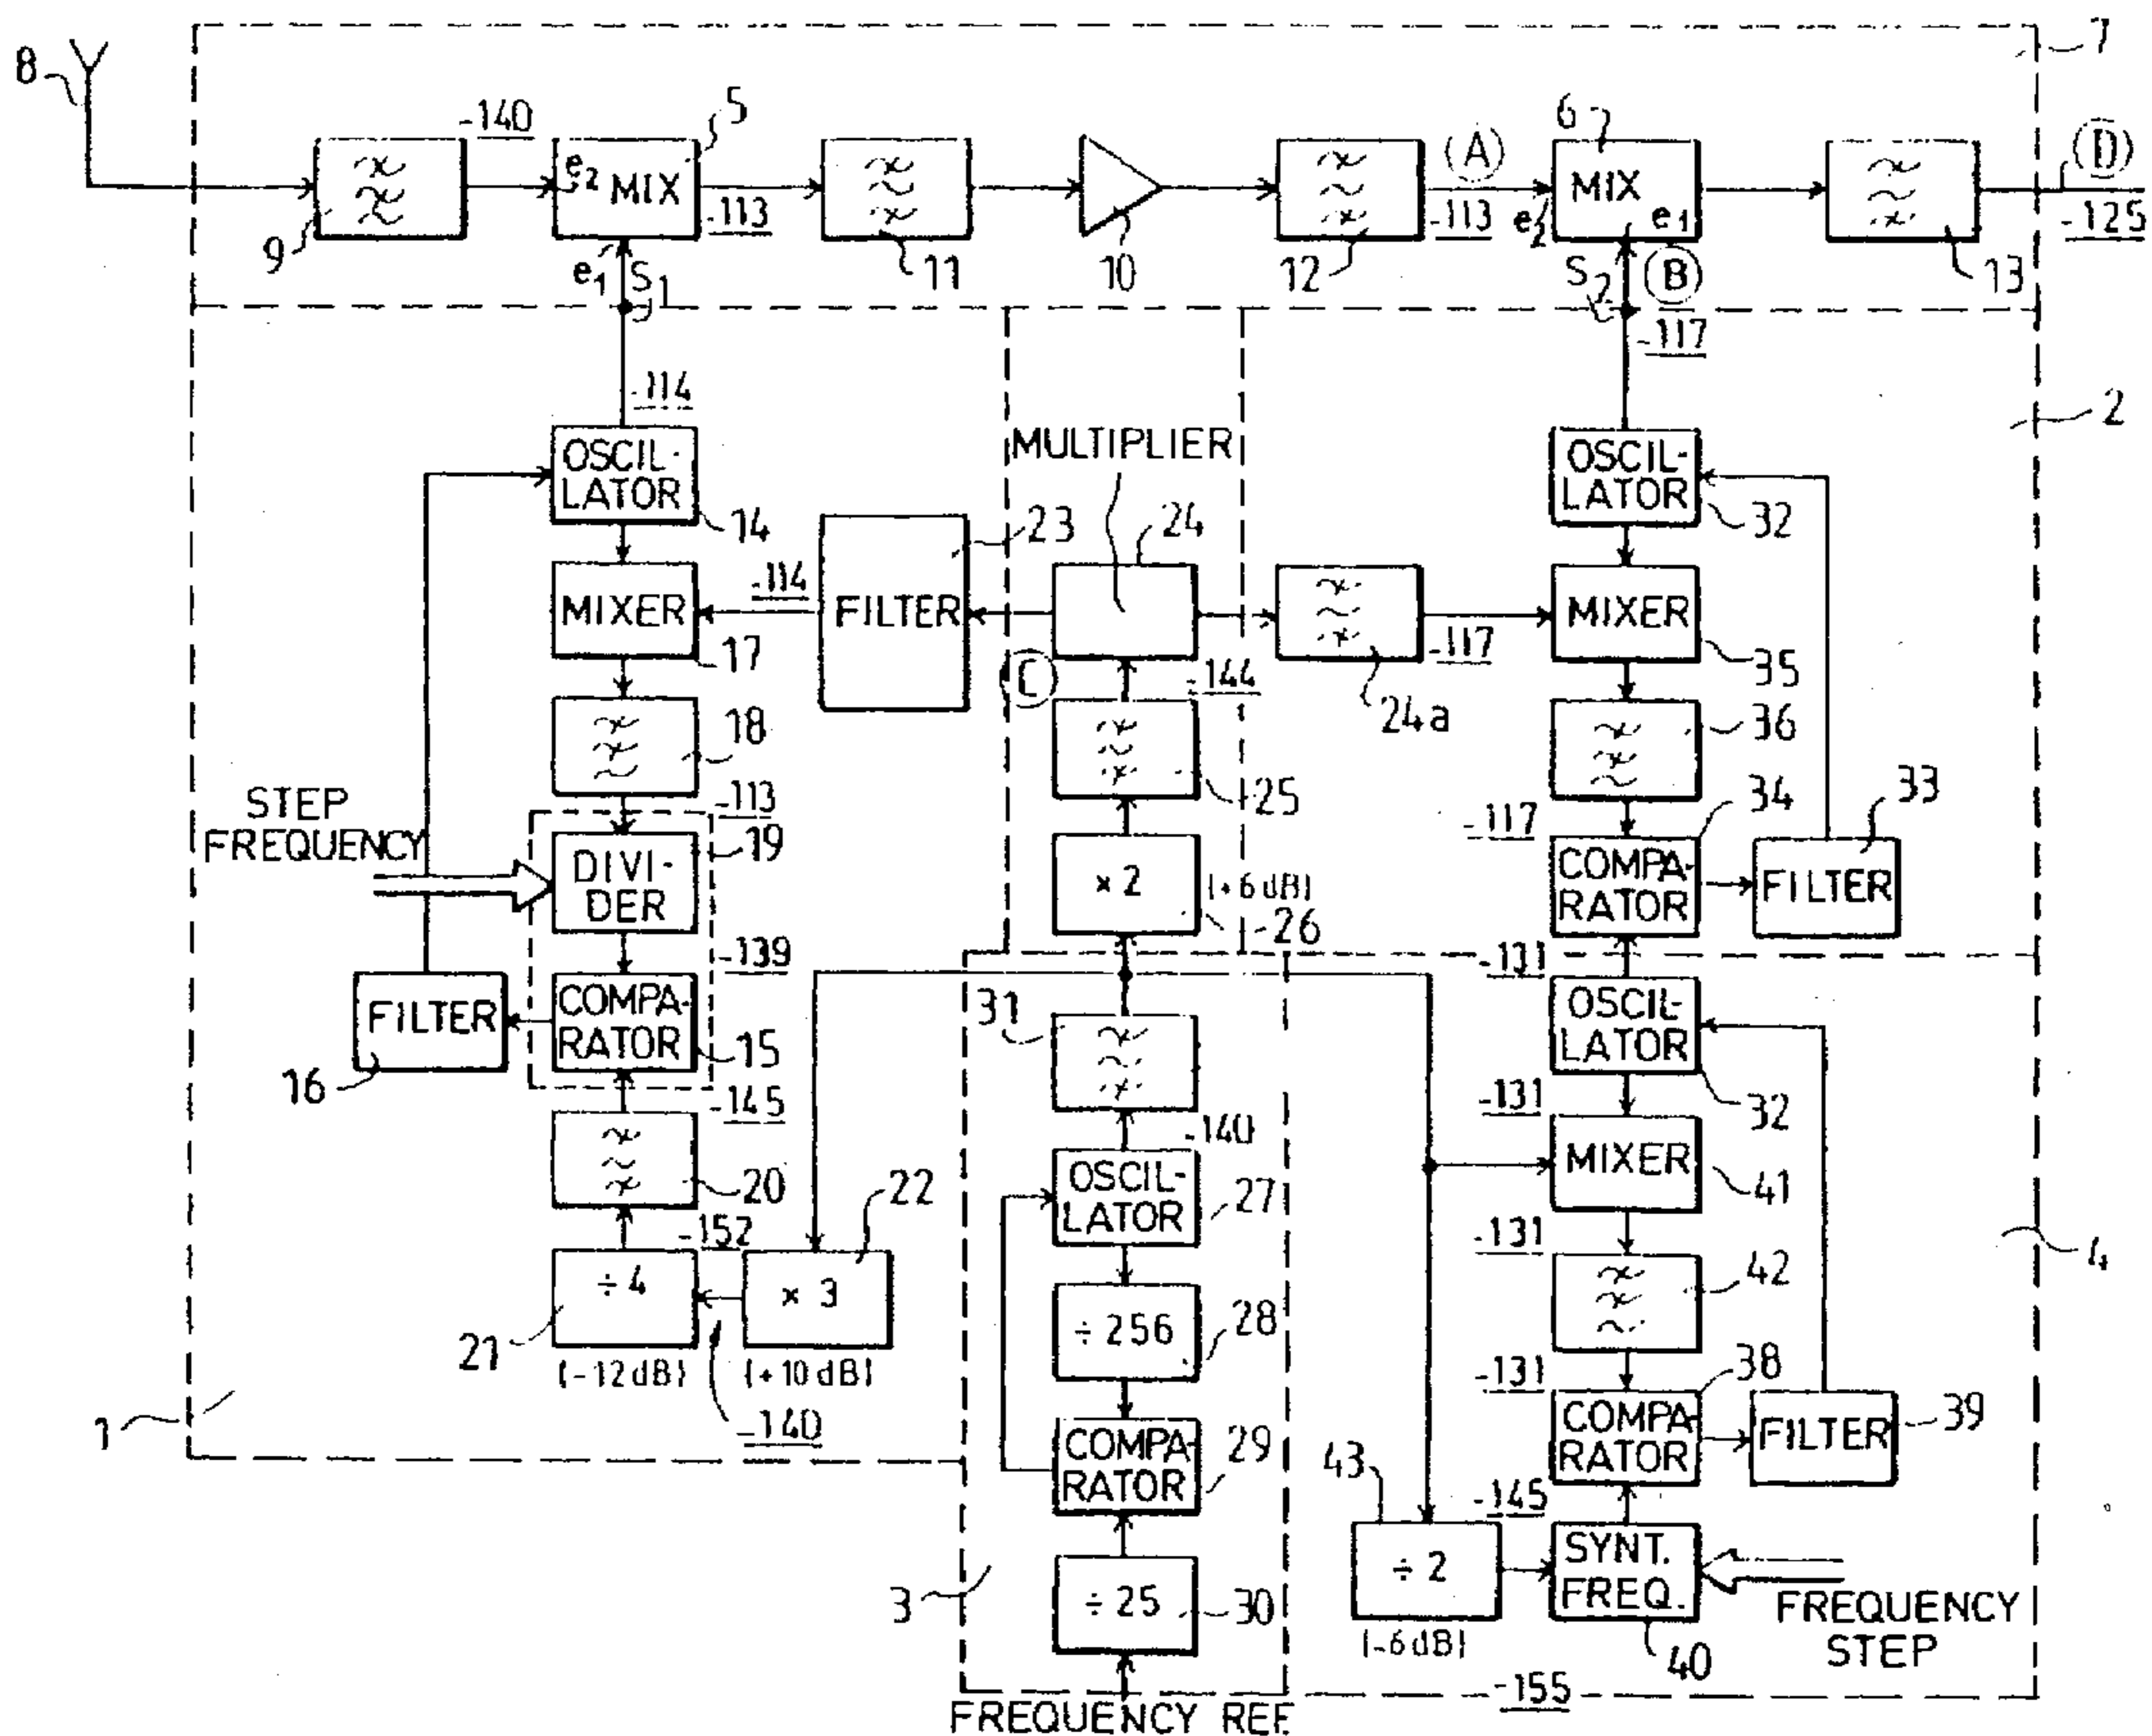 8
7
-140
5
6
(A)
(D)
e2
MIX
MIX
e1
-113
-113
e2
-125
9
e1
S1
11
10
12
S2
(B)
13
-117
-114
2
MULTIPLIER
OSCIL-
LATOR
14
OSCIL-
LATOR
32
23
24
-114
MIXER
17
FILTER
MIXER
35
(C)
-144
-117
24a
18
25
36
STEP
FREQUENCY
-113
19
-117
34
33
DIVI-
DER
× 2
(+6 dB)
26
COMPA-
RATOR
FILTER
-139
-131
FILTER
16
COMPA-
RATOR
15
31
OSCIL-
LATOR
32
-145
-140
-131
20
22
OSCIL-
LATOR
27
MIXER
41
-152
-131
÷ 4
21
(-12 dB)
× 3
(+10 dB)
÷ 256
28
42
1
-140
-131
38
4
COMPA-
RATOR
29
43
COMPA-
RATOR
FILTER
39
-145
3
÷ 25
30
÷ 2
(-6 dB)
SYNT.
FREQ.
40
FREQUENCY
STEP
-155
FREQUENCY REF.